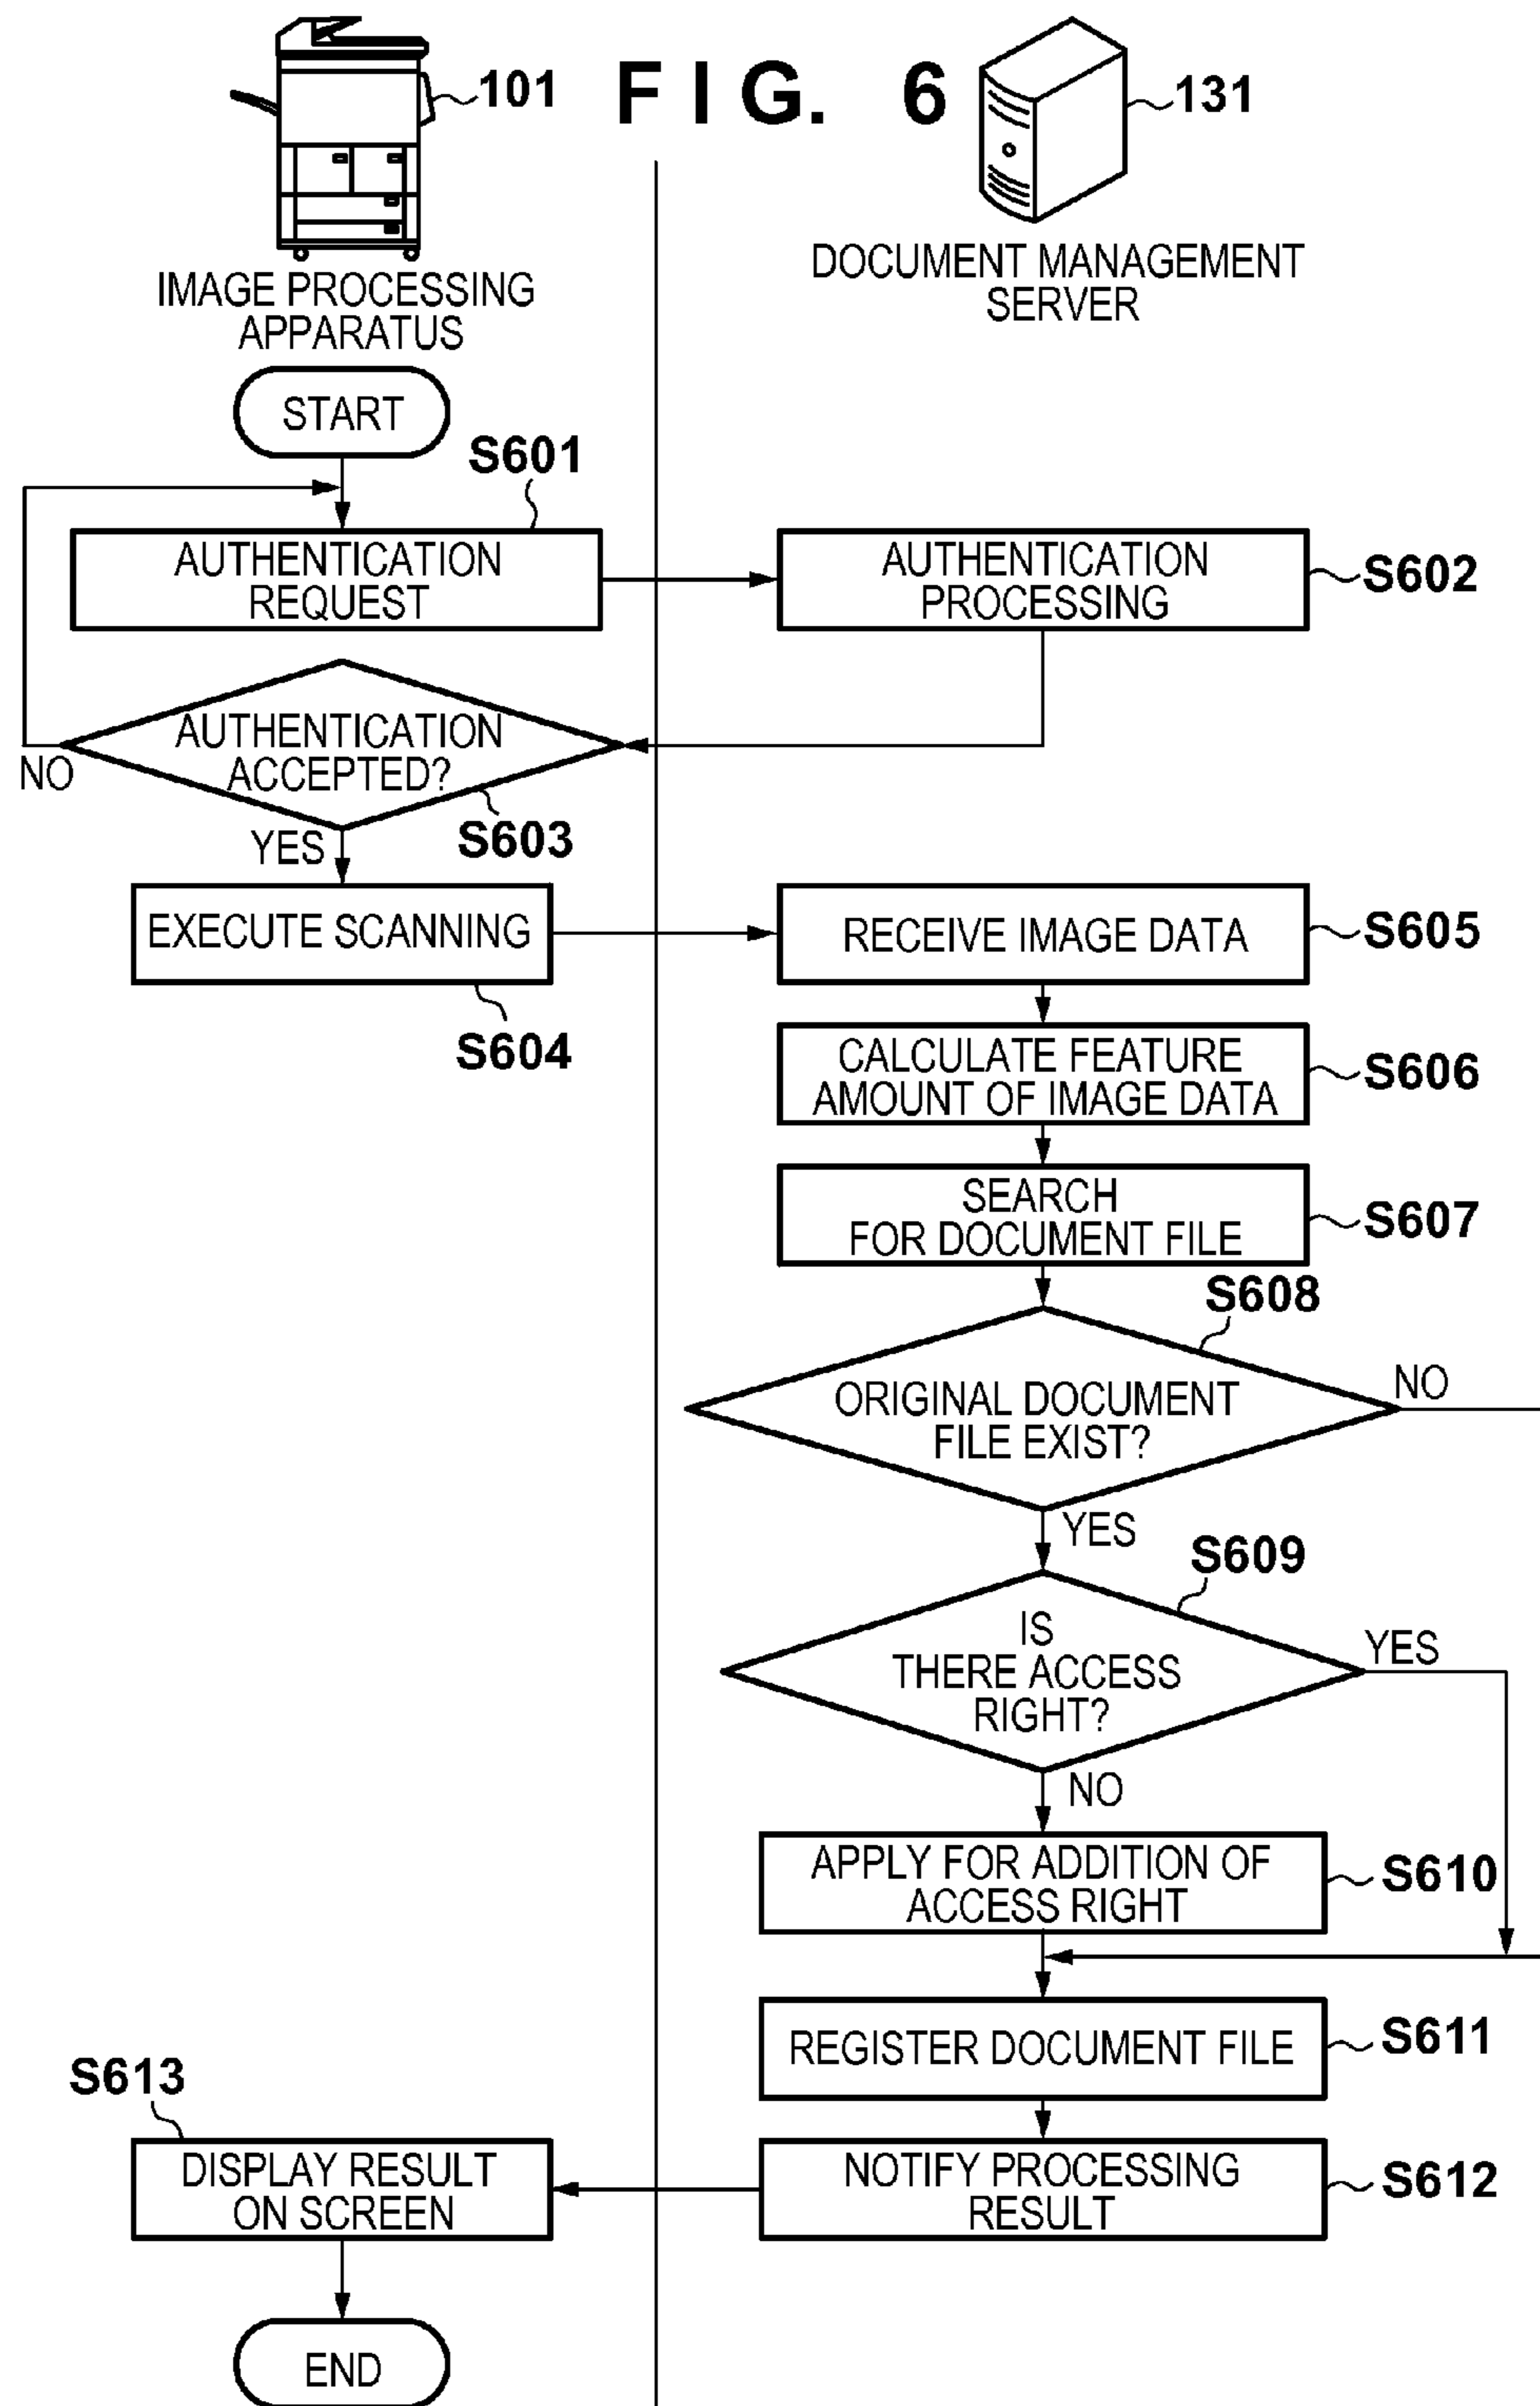 FIG. 6
101
131
IMAGE PROCESSING
APPARATUS
DOCUMENT MANAGEMENT
SERVER
START
S601
AUTHENTICATION
REQUEST
AUTHENTICATION
PROCESSING
S602
AUTHENTICATION
ACCEPTED?
NO
YES
S603
EXECUTE SCANNING
S604
RECEIVE IMAGE DATA
S605
CALCULATE FEATURE
AMOUNT OF IMAGE DATA
S606
SEARCH
FOR DOCUMENT FILE
S607
S608
ORIGINAL DOCUMENT
FILE EXIST?
NO
YES
S609
IS
THERE ACCESS
RIGHT?
YES
NO
APPLY FOR ADDITION OF
ACCESS RIGHT
S610
REGISTER DOCUMENT FILE
S611
NOTIFY PROCESSING
RESULT
S612
S613
DISPLAY RESULT
ON SCREEN
END